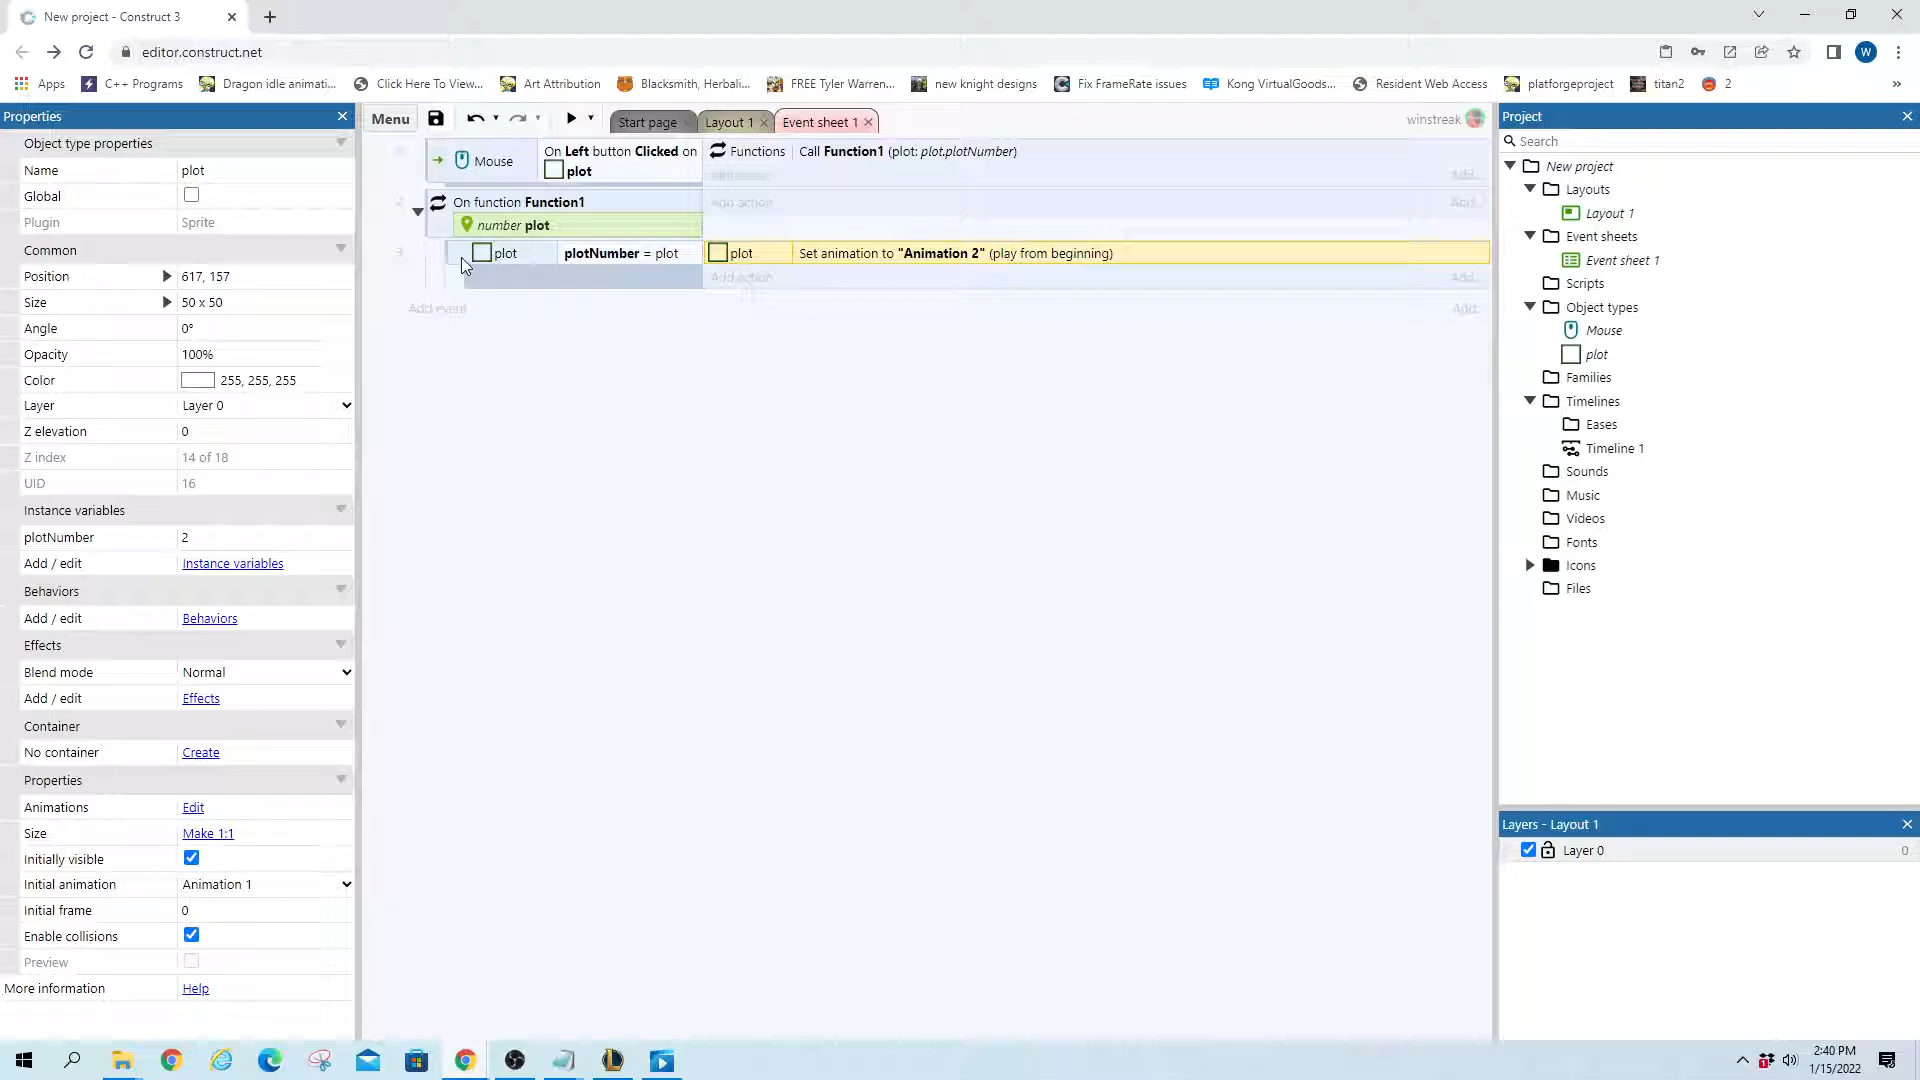 New project - Construct 3
editor.construct.net
W
Apps
C++ Programs
Dragon idle animati...
Click Here To View...
Art Attribution
Blacksmith, Herbali...
FREE Tyler Warren...
new knight designs
Fix FrameRate issues
Kong VirtualGoods...
Resident Web Access
platforgeproject
titan2
2
»
Properties
Menu
Start page
Layout 1
Event sheet 1
winstreak
Project
Object type properties
Name plot
Global
Plugin Sprite
Common
Position 617, 157
Size 50 x 50
Angle 0°
Opacity 100%
Color 255, 255, 255
Layer Layer 0
Z elevation 0
Z index 14 of 18
UID 16
Instance variables
plotNumber 2
Add / edit Instance variables
Behaviors
Add / edit Behaviors
Effects
Blend mode Normal
Add / edit Effects
Container
No container Create
Properties
Animations Edit
Size Make 1:1
Initially visible
Initial animation Animation 1
Initial frame 0
Enable collisions
Preview
More information Help
Mouse
On Left button Clicked on
plot
Functions Call Function1 (plot: plot.plotNumber)
Add...
2
On function Function1
Add action
Add...
number plot
3
plot plotNumber = plot
plot Set animation to "Animation 2" (play from beginning)
Add action
Add...
Add event
Add...
Search
New project
Layouts
Layout 1
Event sheets
Event sheet 1
Scripts
Object types
Mouse
plot
Families
Timelines
Eases
Timeline 1
Sounds
Music
Videos
Fonts
Icons
Files
Layers - Layout 1
Layer 0 0
2:40 PM
1/15/2022